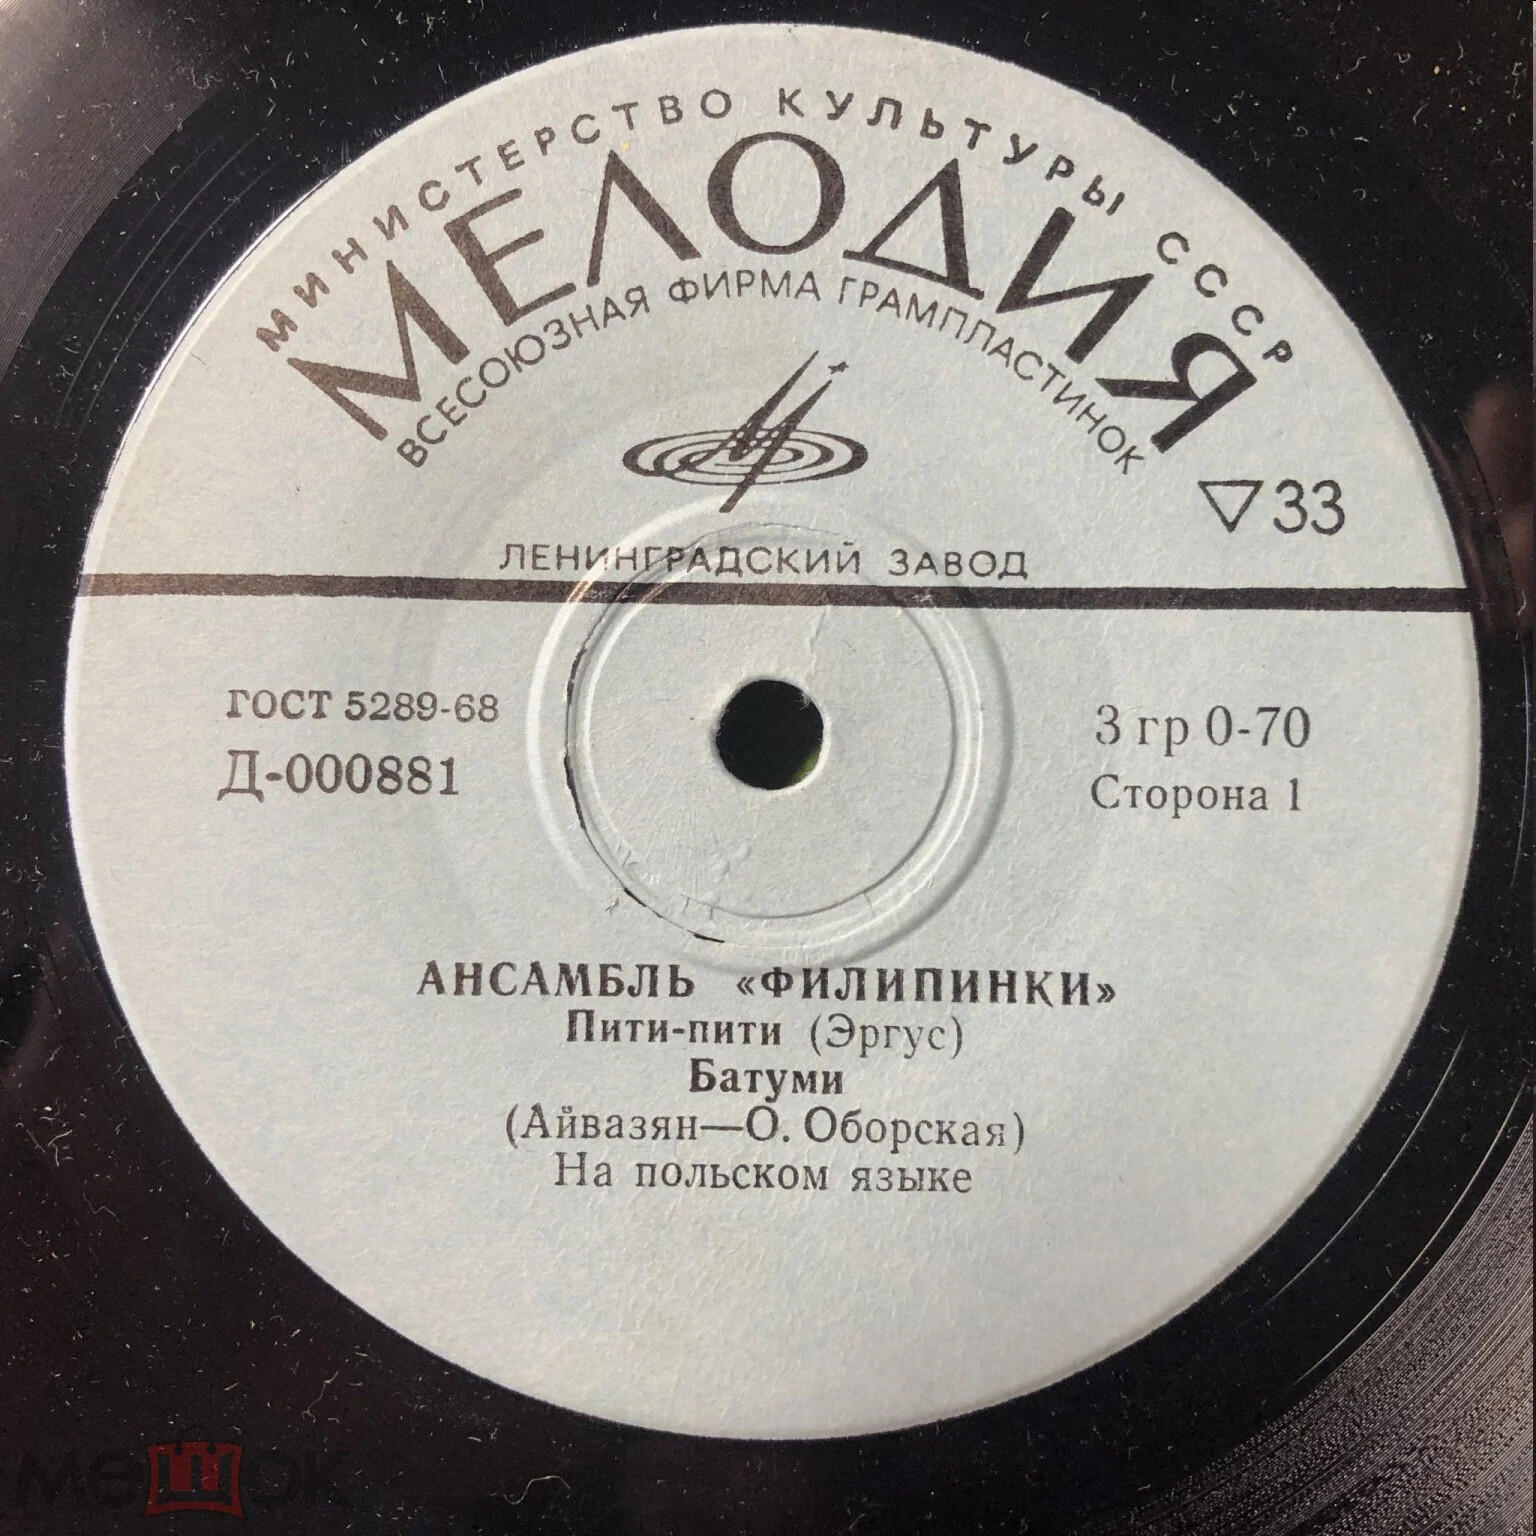 МИНИСТЕРСТВО КУЛЬТУРЫ СССР
МЕЛОДИЯ
ВСЕСОЮЗНАЯ ФИРМА ГРАМПЛАСТИНОК
▽33
ЛЕНИНГРАДСКИЙ ЗАВОД
ГОСТ 5289-68
Д-000881
3 гр 0-70
Сторона 1
АНСАМБЛЬ «ФИЛИПИНКИ»
Пити-пити (Эргус)
Батуми
(Айвазян—О. Оборская)
На польском языке
мешок